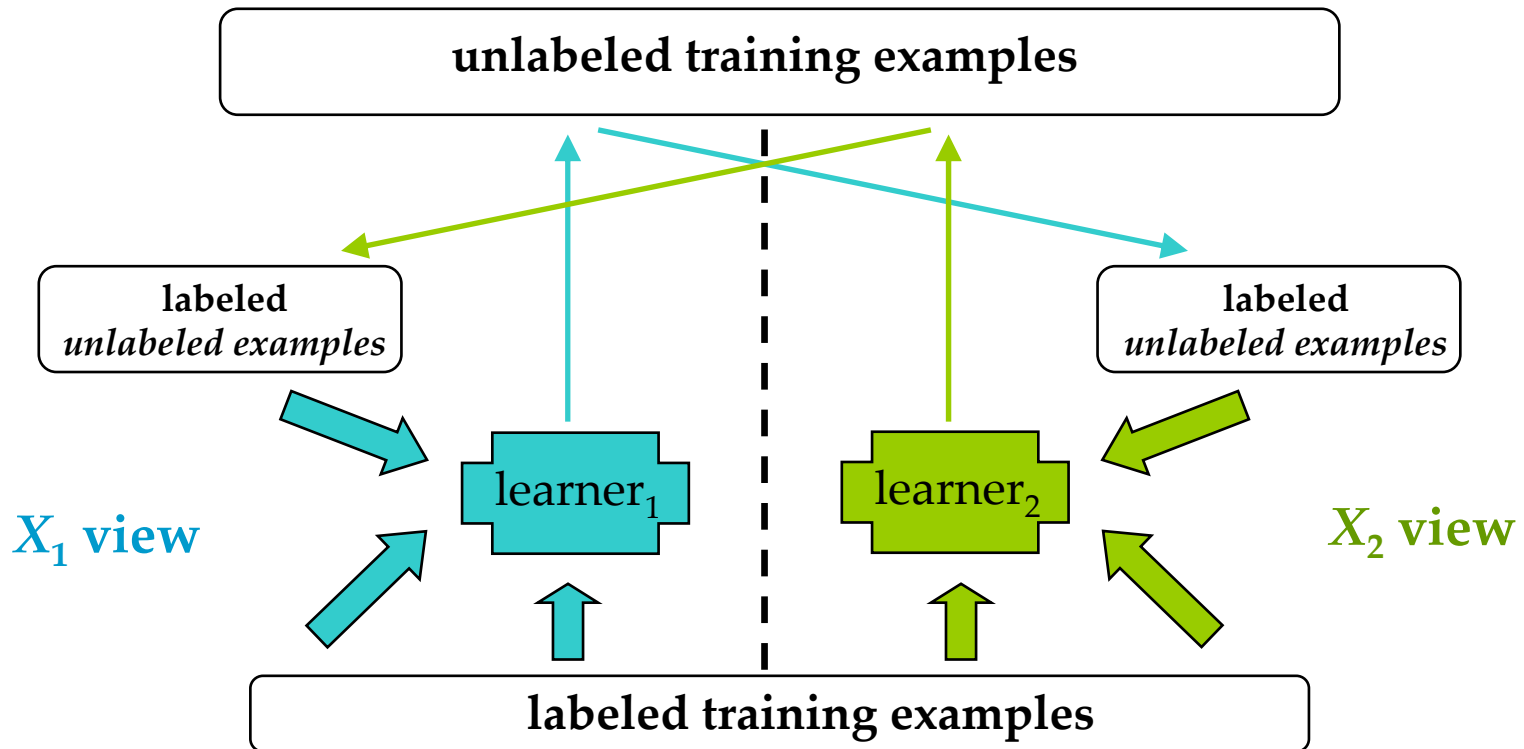 unlabeled training examples
labeled
unlabeled examples
labeled
unlabeled examples
learner₁
learner₂
X₁ view
X₂ view
labeled training examples